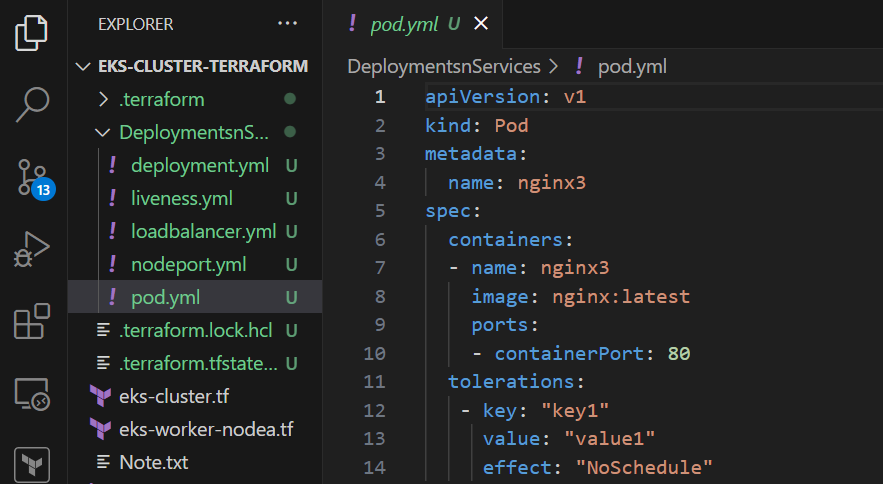 EXPLORER
EKS-CLUSTER-TERRAFORM
.terraform
DeploymentsnS...
! deployment.yml U
! liveness.yml U
! loadbalancer.yml U
! nodeport.yml U
! pod.yml U
.terraform.lock.hcl U
.terraform.tfstate... U
eks-cluster.tf
eks-worker-nodea.tf
Note.txt
13
! pod.yml U
DeploymentsnServices > ! pod.yml
1 apiVersion: v1
2 kind: Pod
3 metadata:
4 name: nginx3
5 spec:
6 containers:
7 - name: nginx3
8 image: nginx:latest
9 ports:
10 - containerPort: 80
11 tolerations:
12 - key: "key1"
13 value: "value1"
14 effect: "NoSchedule"